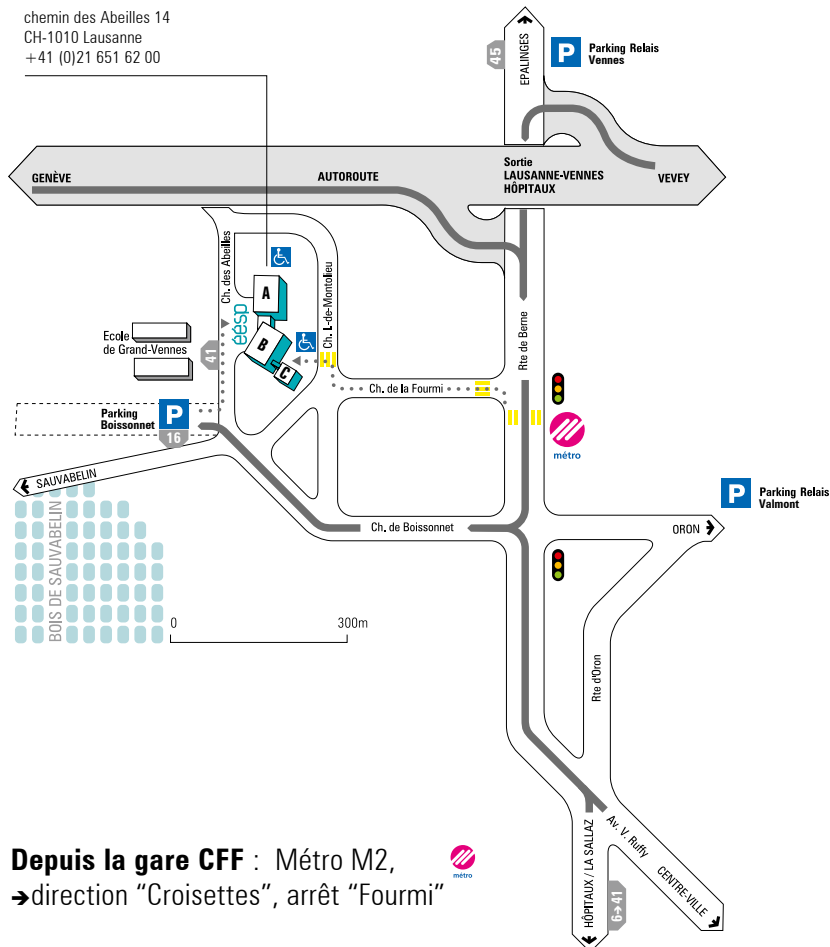 chemin des Abeilles 14
CH-1010 Lausanne
+41 (0)21 651 62 00
45
EPALINGES
P
Parking Relais
Vennes
GENÈVE
AUTOROUTE
Sortie
LAUSANNE-VENNES
HÔPITAUX
VEVEY
Ch. des Abeilles
A
éésp
B
C
Ch. I.-de-Montolieu
Rte de Berne
Ecole
de Grand-Vennes
41
Ch. de la Fourmi
Parking
Boissonnet
P
16
métro
SAUVABELIN
BOIS DE SAUVABELIN
Ch. de Boissonnet
P
Parking Relais
Valmont
ORON
0
300m
Rte d'Oron
Av. V. Ruffy
CENTRE-VILLE
HÔPITAUX / LA SALLAZ
6→41
Depuis la gare CFF : Métro M2,
métro
➔direction “Croisettes”, arrêt “Fourmi”